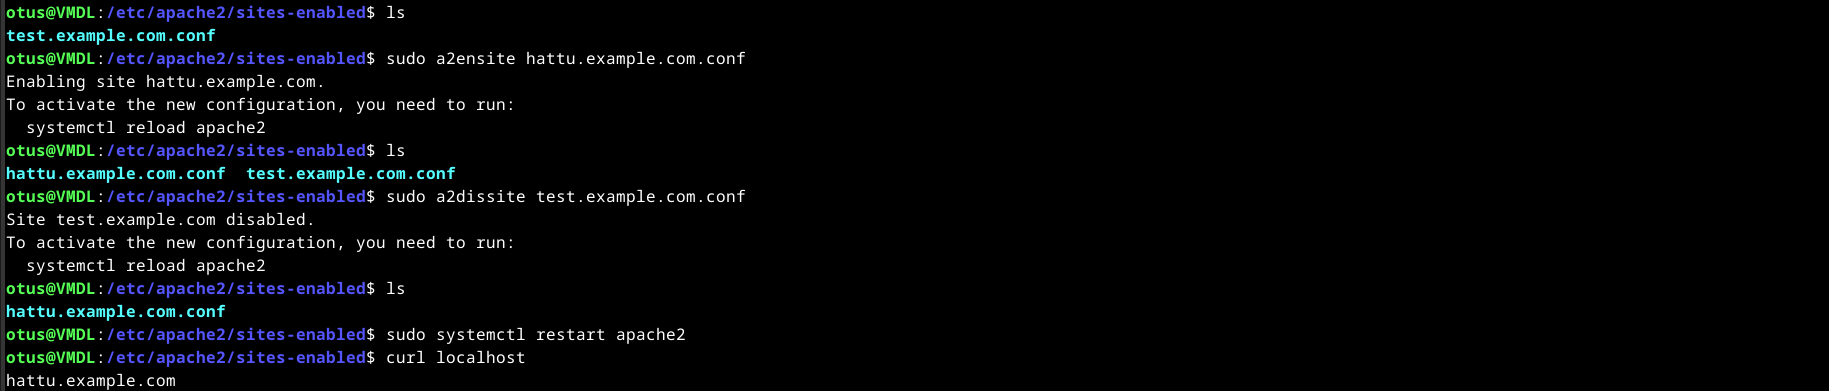 otus@VMDL:/etc/apache2/sites-enabled$ ls
test.example.com.conf
otus@VMDL:/etc/apache2/sites-enabled$ sudo a2ensite hattu.example.com.conf
Enabling site hattu.example.com.
To activate the new configuration, you need to run:
  systemctl reload apache2
otus@VMDL:/etc/apache2/sites-enabled$ ls
hattu.example.com.conf  test.example.com.conf
otus@VMDL:/etc/apache2/sites-enabled$ sudo a2dissite test.example.com.conf
Site test.example.com disabled.
To activate the new configuration, you need to run:
  systemctl reload apache2
otus@VMDL:/etc/apache2/sites-enabled$ ls
hattu.example.com.conf
otus@VMDL:/etc/apache2/sites-enabled$ sudo systemctl restart apache2
otus@VMDL:/etc/apache2/sites-enabled$ curl localhost
hattu.example.com